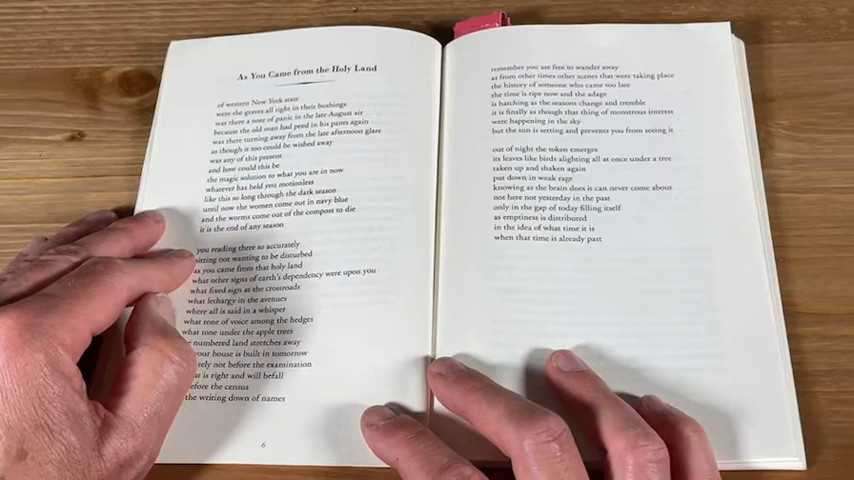 As You Came from the Holy Land
of western New York state
were the graves all right in their bushings
was there a note of panic in the late August air
because the old man had peed in his pants again
was there turning away from the late afternoon glare
as though it too could be wished away
was any of this present
and how could this be
the magic solution to what you are in now
whatever has held you motionless
like this so long through the dark season
until now the women come out in navy blue
and the worms come out of the compost to die
it is the end of any season
you reading there so accurately
sitting not wanting to be disturbed
as you came from that holy land
what other signs of earth's dependency were upon you
what fixed sign at the crossroads
what lethargy in the avenues
where all is said in a whisper
what tone of voice among the hedges
what tone under the apple trees
numbered land stretches away
your house is built in tomorrow
not before the examination
is right and will befall
before the census
the writing down of names
6
remember you are free to wander away
as from other times other scenes that were taking place
the history of someone who came too late
the time is ripe now and the adage
is hatching as the seasons change and tremble
it is finally as though that thing of monstrous interest
were happening in the sky
but the sun is setting and prevents you from seeing it
out of night the token emerges
its leaves like birds alighting all at once under a tree
taken up and shaken again
put down in weak rage
knowing as the brain does it can never come about
not here not yesterday in the past
only in the gap of today filling itself
as emptiness is distributed
in the idea of what time it is
when that time is already past